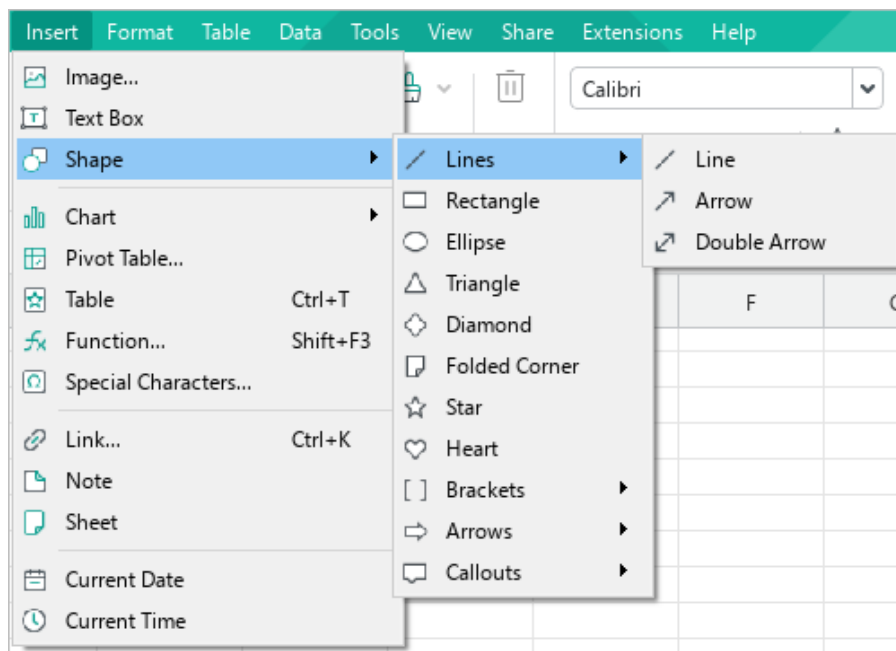 Insert Format Table Data Tools View Share Extensions Help
Image...
Text Box
Calibri
Shape
Lines
Line
Rectangle
Arrow
Chart
Ellipse
Double Arrow
Pivot Table...
Triangle
Table Ctrl+T
F
Diamond
Function... Shift+F3
Folded Corner
Special Characters...
Star
Link... Ctrl+K
Heart
Note
Brackets
Sheet
Arrows
Current Date
Callouts
Current Time